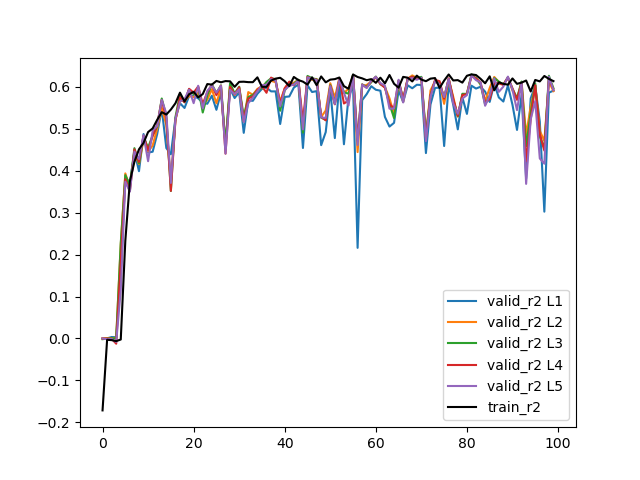 0.6
0.5
0.4
0.3
0.2
0.1
0.0
−0.1
−0.2
0
20
40
60
80
100
valid_r2 L1
valid_r2 L2
valid_r2 L3
valid_r2 L4
valid_r2 L5
train_r2